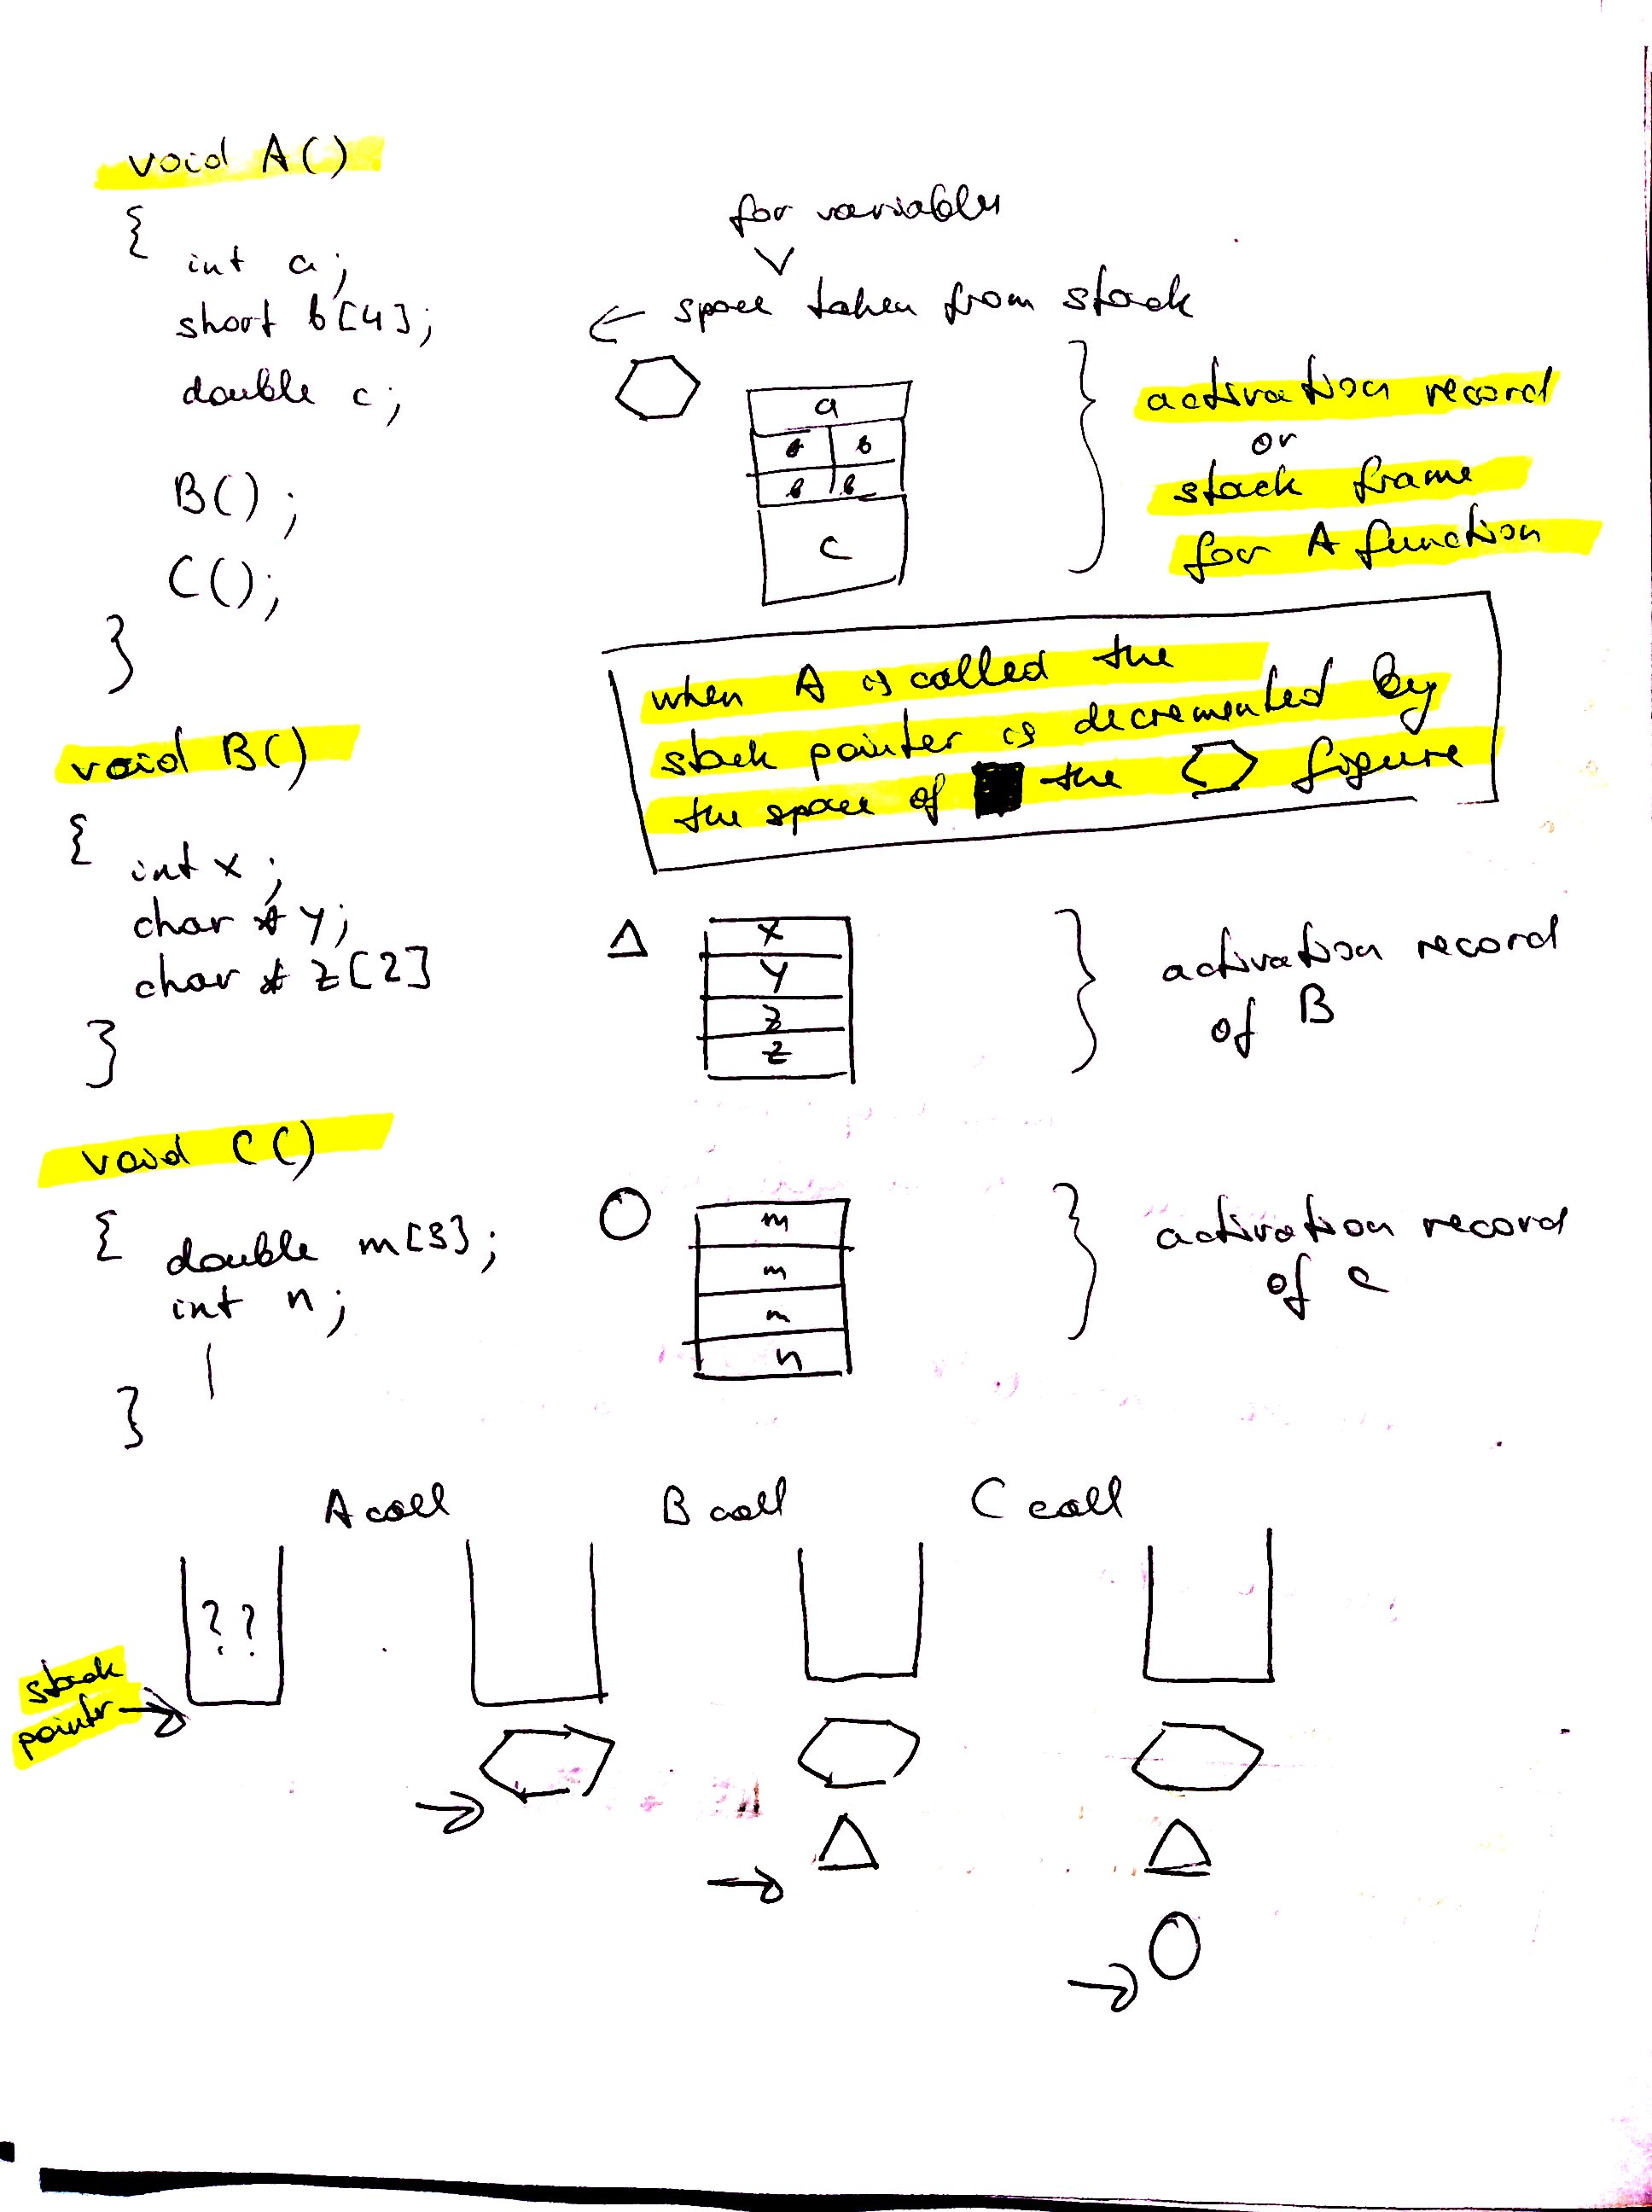 void A()
{
int a;
short b[4];
double c;
B();
C();
}
for variables
← space taken from stack
a
b b
b b
c
activation record
or
stack frame
for A function
when A is called the
stack pointer is decremented by
the space of the figure
void B()
{
int x;
char * y;
char * z[2]
}
x
y
z
z
activation record
of B
void C()
{ double m[3];
int n;
}
m
m
m
n
activation record
of C
A call B call C call
? ?
stack
pointr →